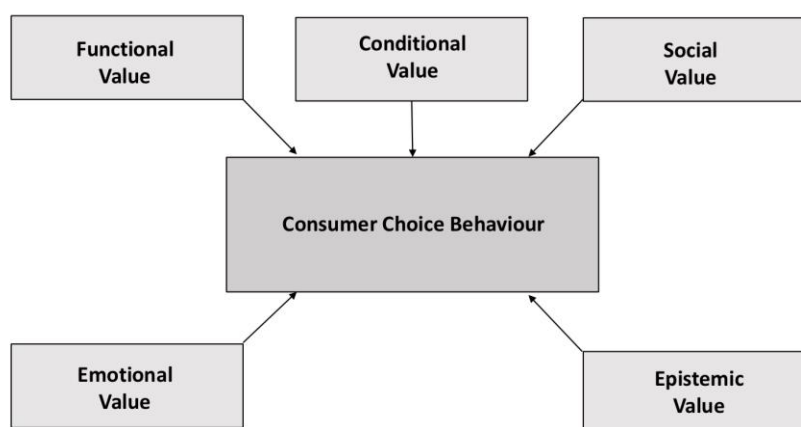 Functional
Value
Conditional
Value
Social
Value
Consumer Choice Behaviour
Emotional
Value
Epistemic
Value